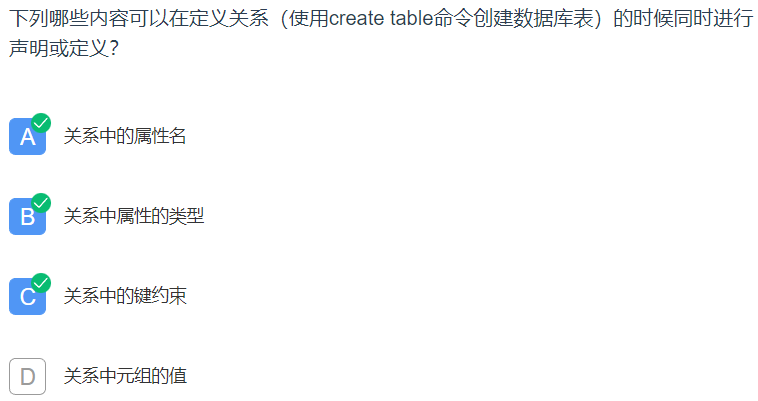 下列哪些内容可以在定义关系（使用create table命令创建数据库表）的时候同时进行
声明或定义？
A 关系中的属性名
B 关系中属性的类型
C 关系中的键约束
D 关系中元组的值